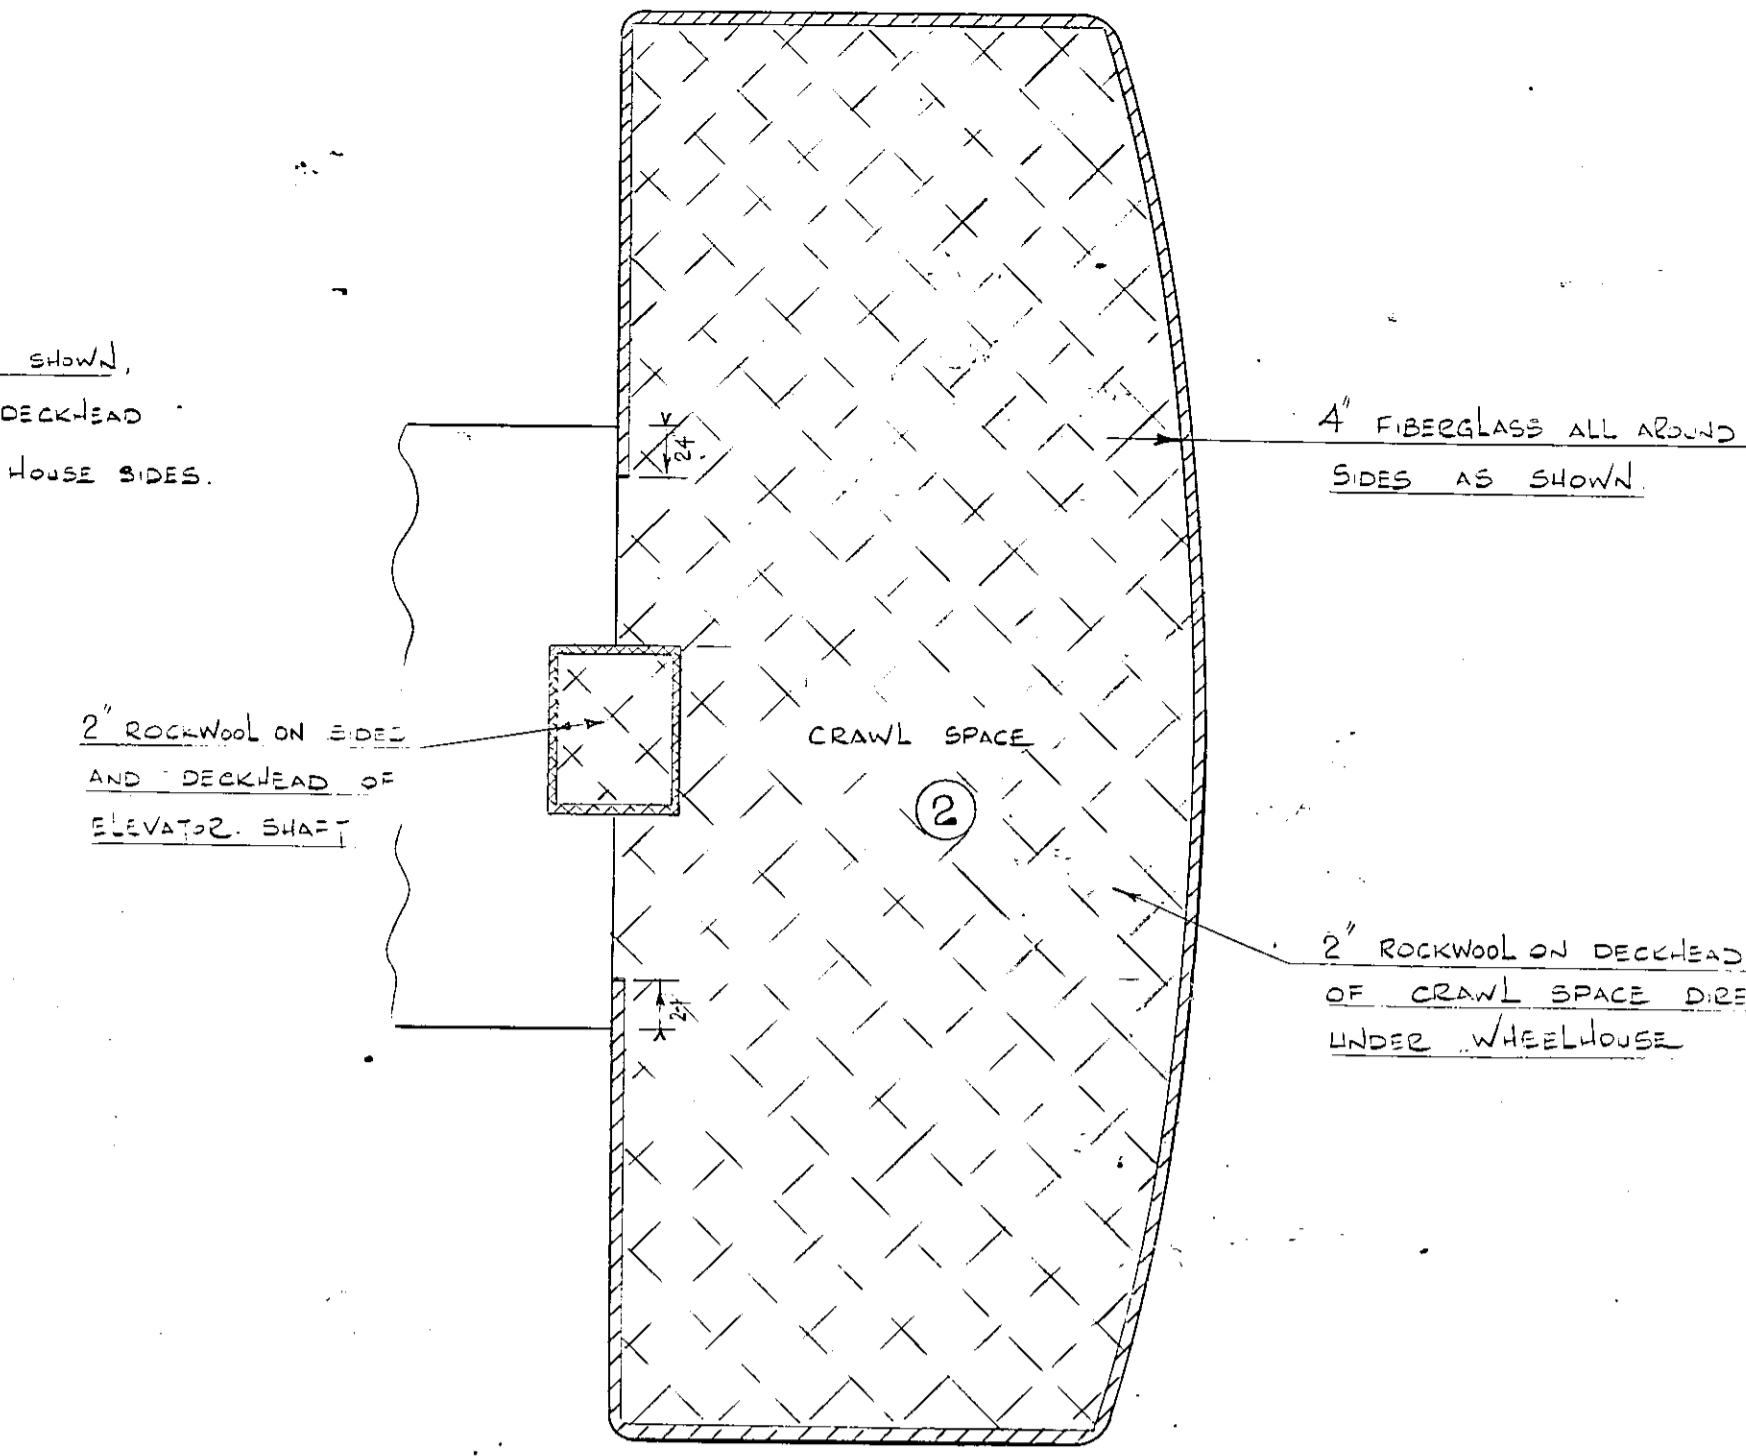 SHOWN,
DECKHEAD
HOUSE SIDES.
24
4" FIBERGLASS ALL AROUND
SIDES AS SHOWN.
2" ROCKWOOL ON SIDES
AND DECKHEAD OF
ELEVATOR SHAFT
CRAWL SPACE
2
2" ROCKWOOL ON DECKHEAD
OF CRAWL SPACE DIRE
UNDER WHEELHOUSE
24